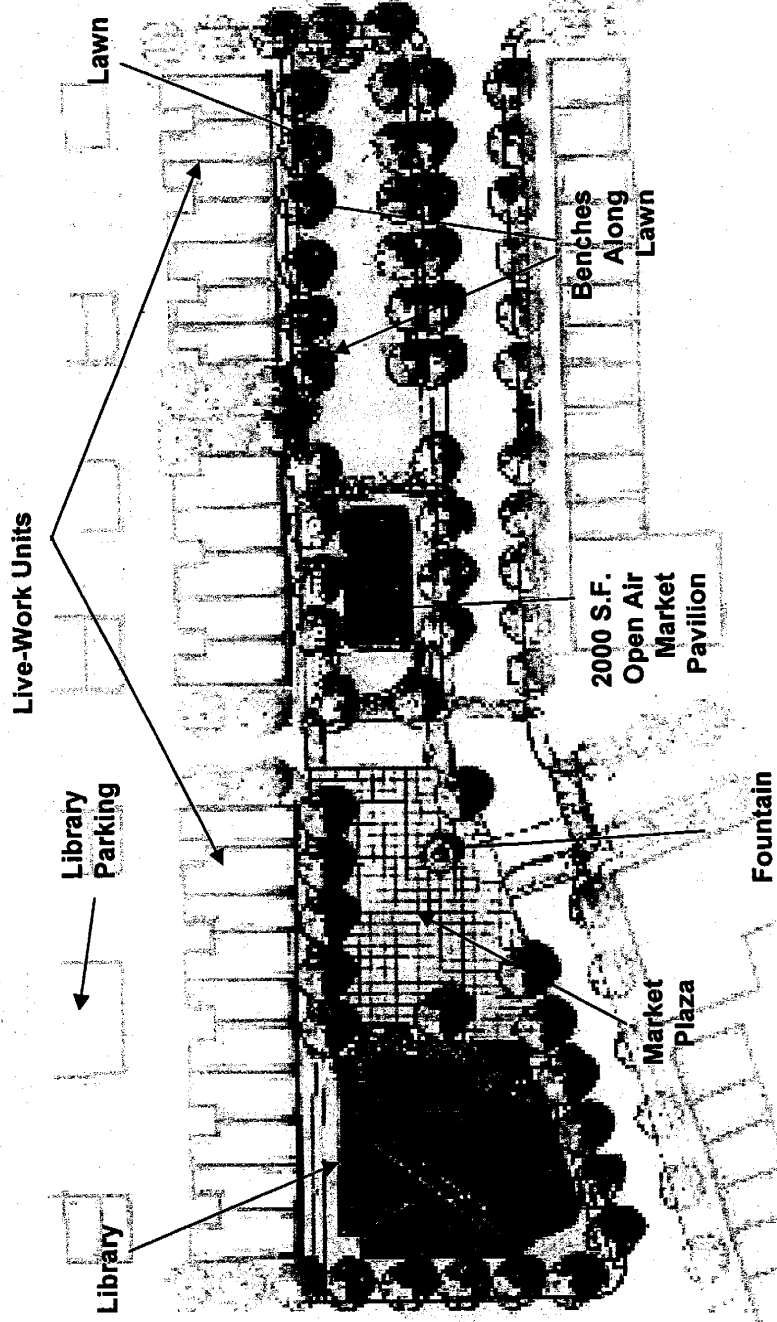 Library
Library
Parking
Live-Work Units
Lawn
Market
Plaza
Fountain
2000 S.F.
Open Air
Market
Pavilion
Benches
Along
Lawn